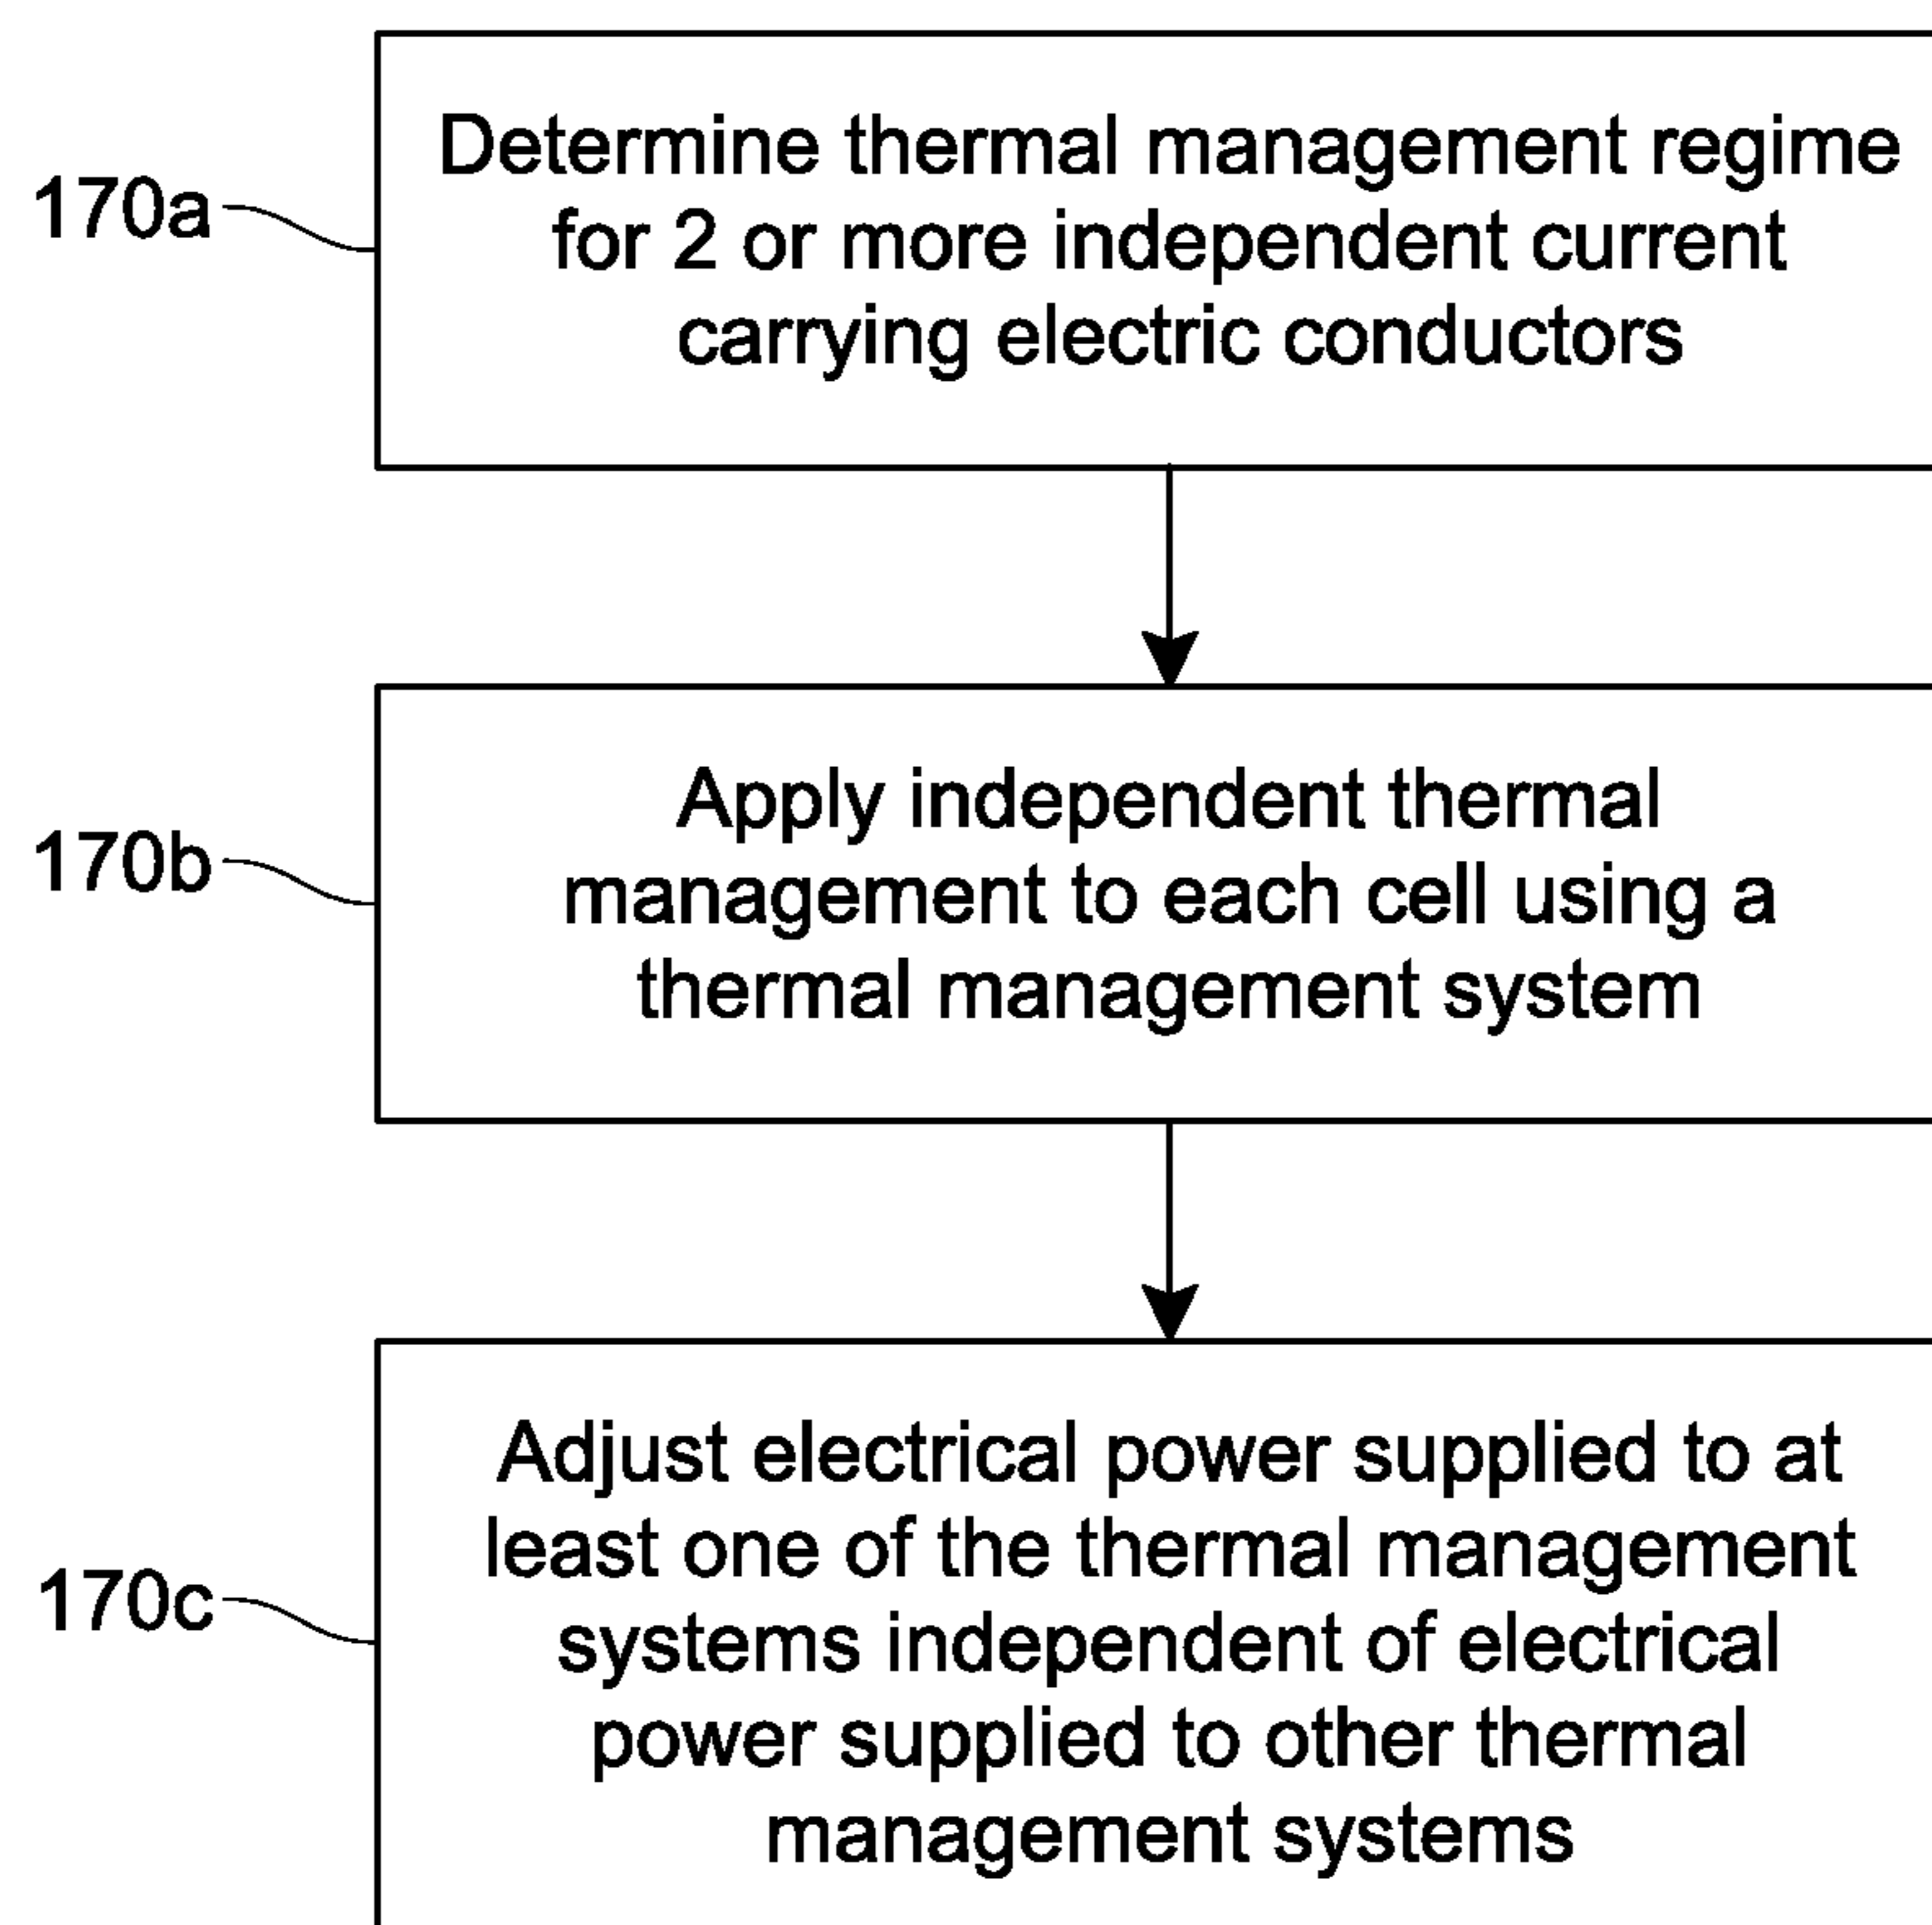 170a
Determine thermal management regime
for 2 or more independent current
carrying electric conductors
170b
Apply independent thermal
management to each cell using a
thermal management system
170c
Adjust electrical power supplied to at
least one of the thermal management
systems independent of electrical
power supplied to other thermal
management systems